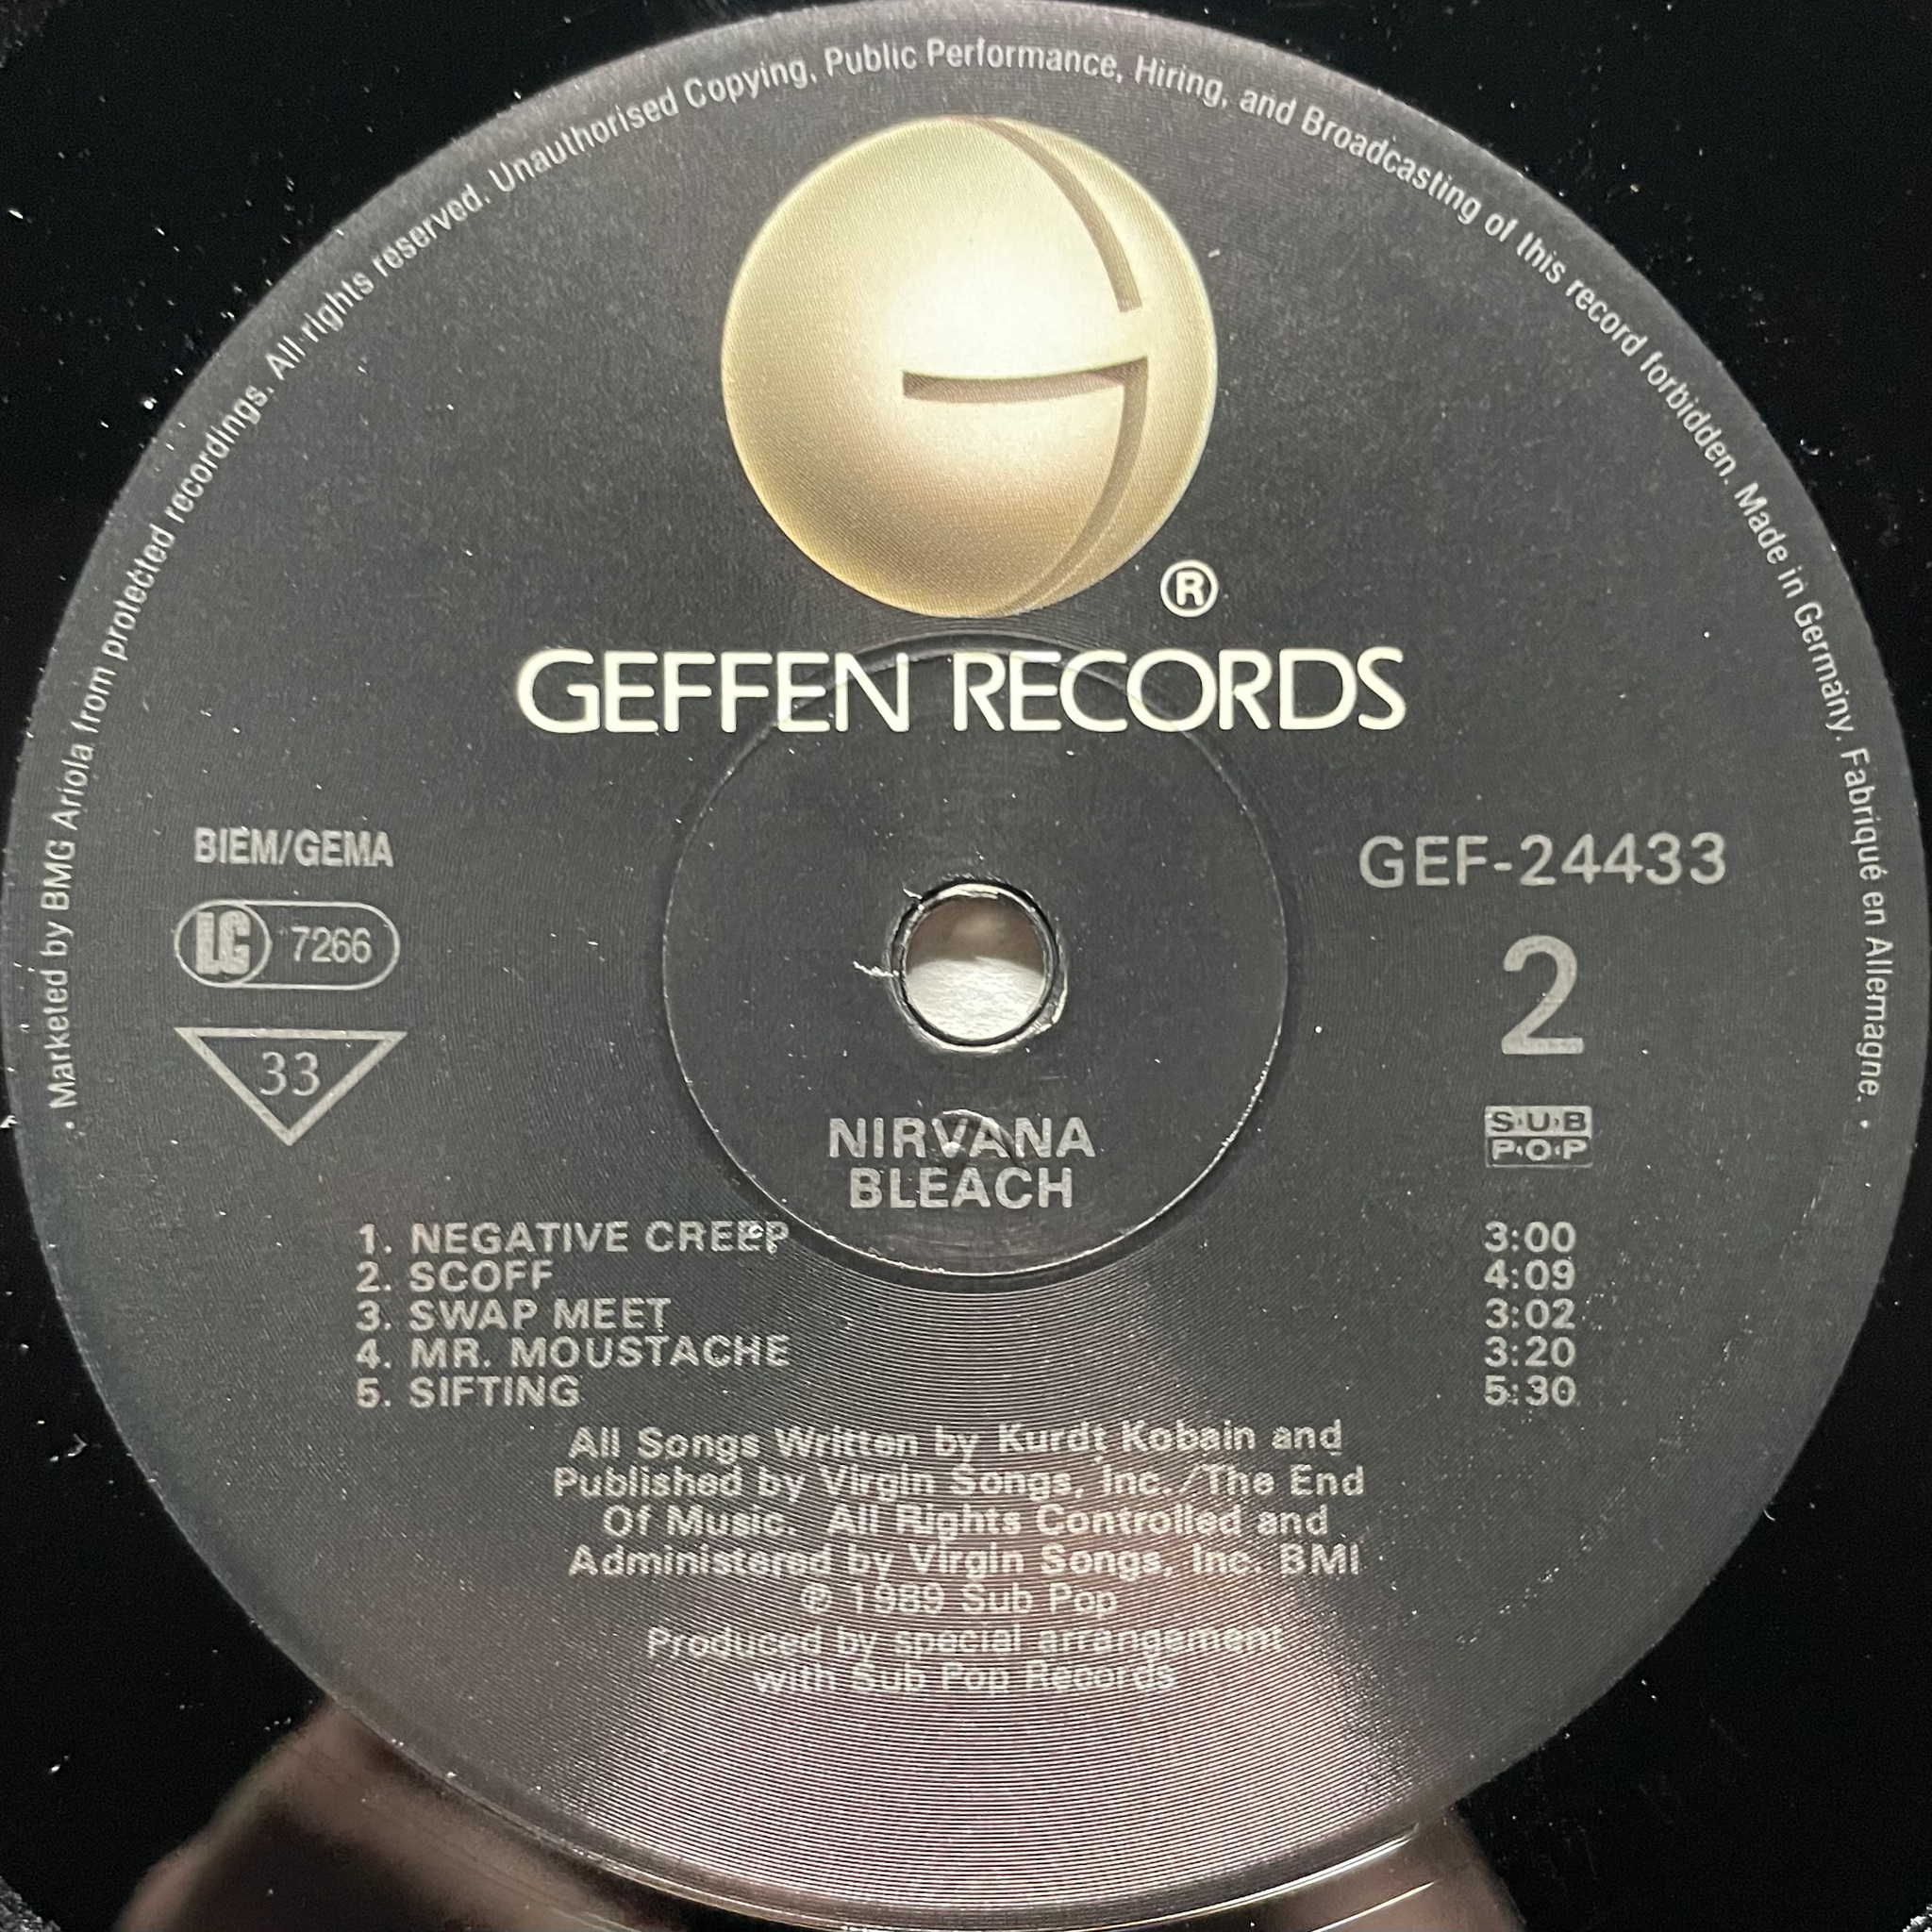 • Marketed by BMG Ariola from protected recordings. All rights reserved. Unauthorised Copying, Public Performance, Hiring, and Broadcasting of this record forbidden. Made in Germany. Fabriqué en Allemagne. •
®
GEFFEN RECORDS
BIEM/GEMA
LC 7266
33
GEF-24433
2
SUB
P·O·P
NIRVANA
BLEACH
1. NEGATIVE CREEP 3:00
2. SCOFF 4:09
3. SWAP MEET 3:02
4. MR. MOUSTACHE 3:20
5. SIFTING 5:30
All Songs Written by Kurdt Kobain and
Published by Virgin Songs, Inc./The End
Of Music. All Rights Controlled and
Administered by Virgin Songs, Inc. BMI
℗ 1989 Sub Pop
Produced by special arrangement
with Sub Pop Records